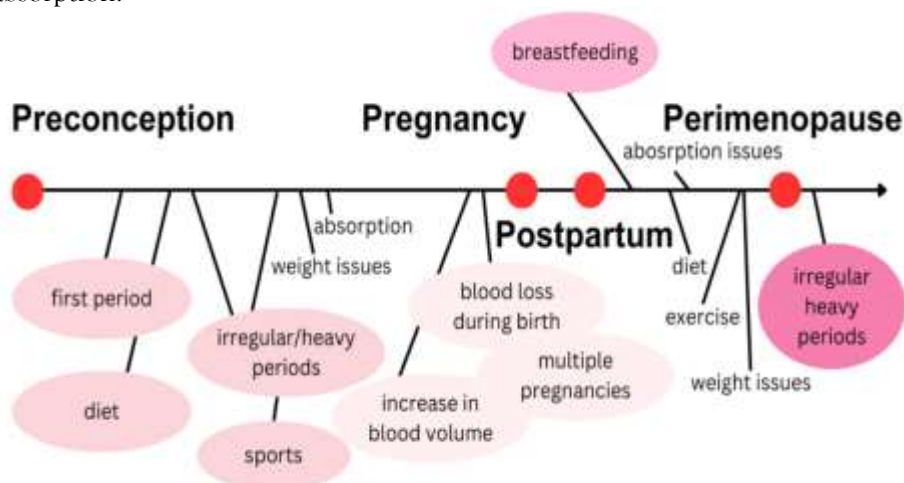 absorption.
breastfeeding
Preconception
Pregnancy
Perimenopause
abosrption issues
absorption
Postpartum
weight issues
diet
first period
blood loss
during birth
irregular
heavy
periods
irregular/heavy
periods
exercise
multiple
pregnancies
weight issues
diet
increase in
blood volume
sports